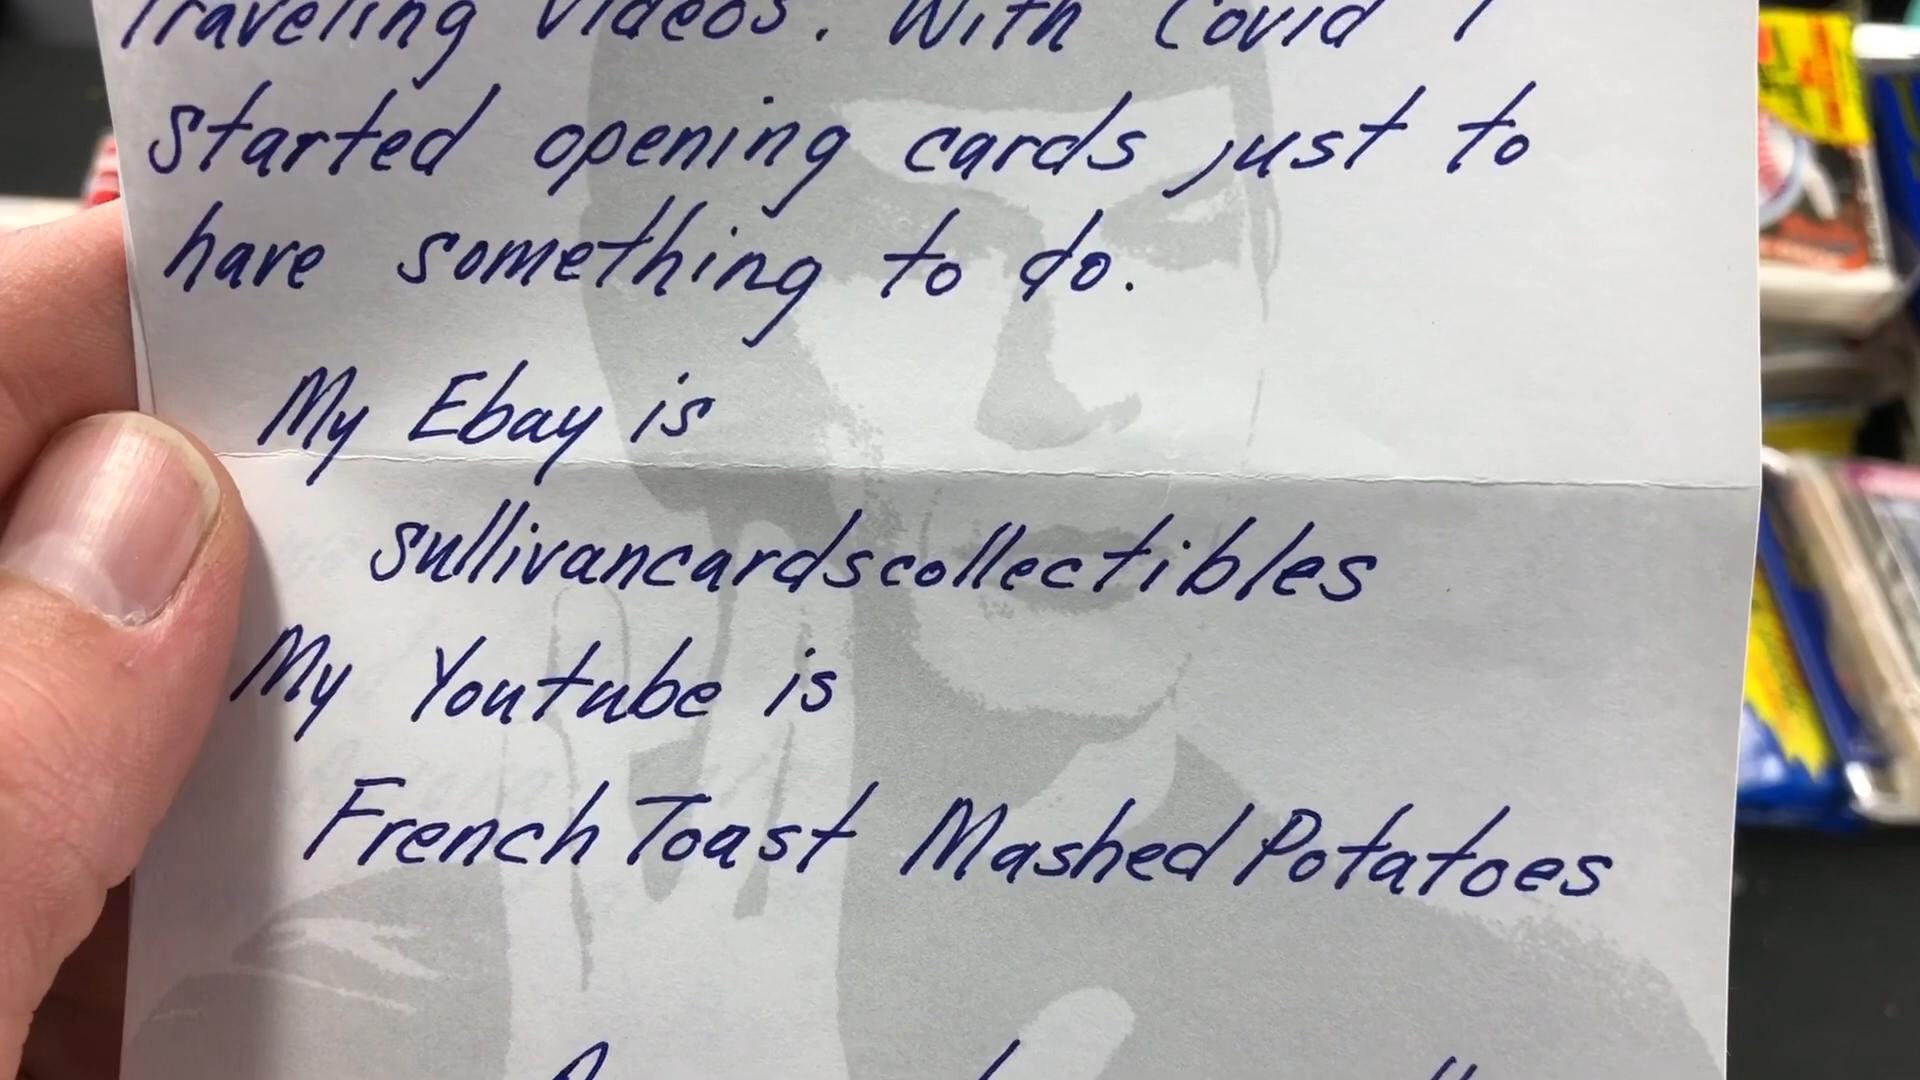 Traveling Videos. With Covid I
started opening cards just to
have something to do.
My Ebay is
sullivancardscollectibles
My Youtube is
French Toast Mashed Potatoes